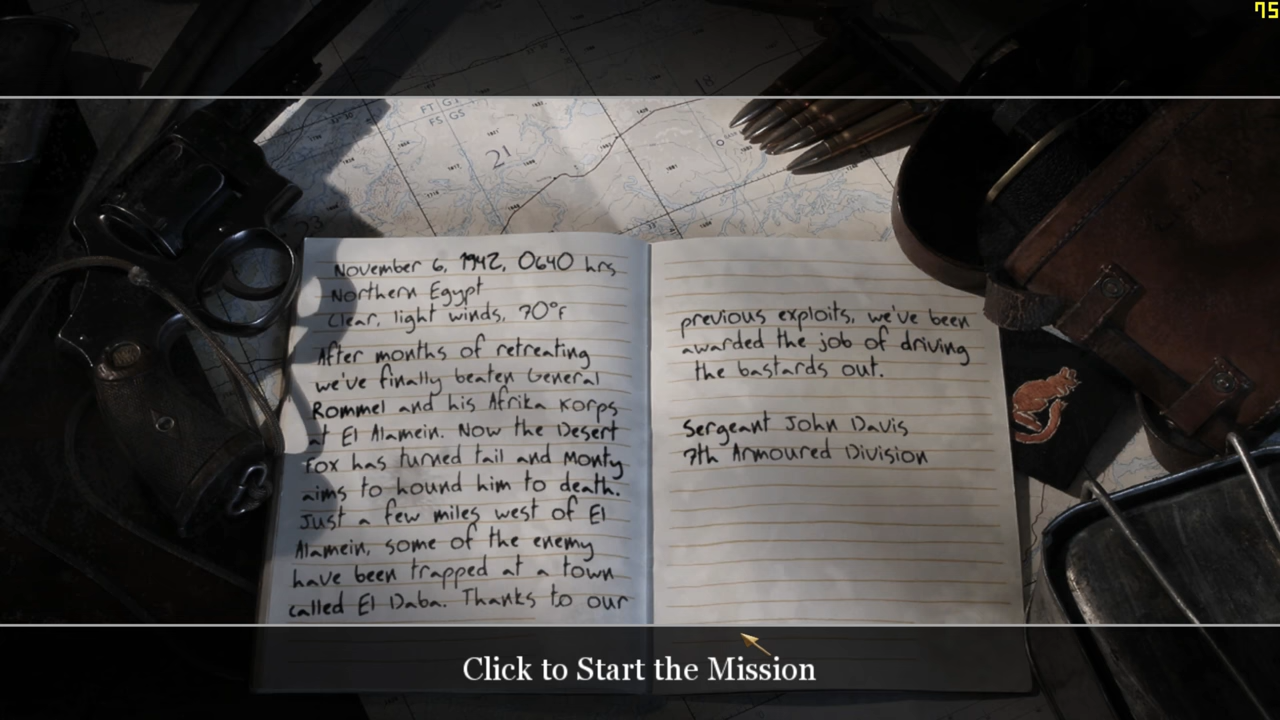 75
FT G
FS GS
21
November 6, 1942, 0640 hrs
Northern Egypt
Clear, light winds, 70°F
After months of retreating
we've finally beaten General
Rommel and his Afrika Korps
at El Alamein. Now the Desert
Fox has turned tail and Monty
aims to hound him to death.
Just a few miles west of El
Alamein, some of the enemy
have been trapped at a town
called El Daba. Thanks to our
previous exploits, we've been
awarded the job of driving
the bastards out.
Sergeant John Davis
7th Armoured Division
Click to Start the Mission